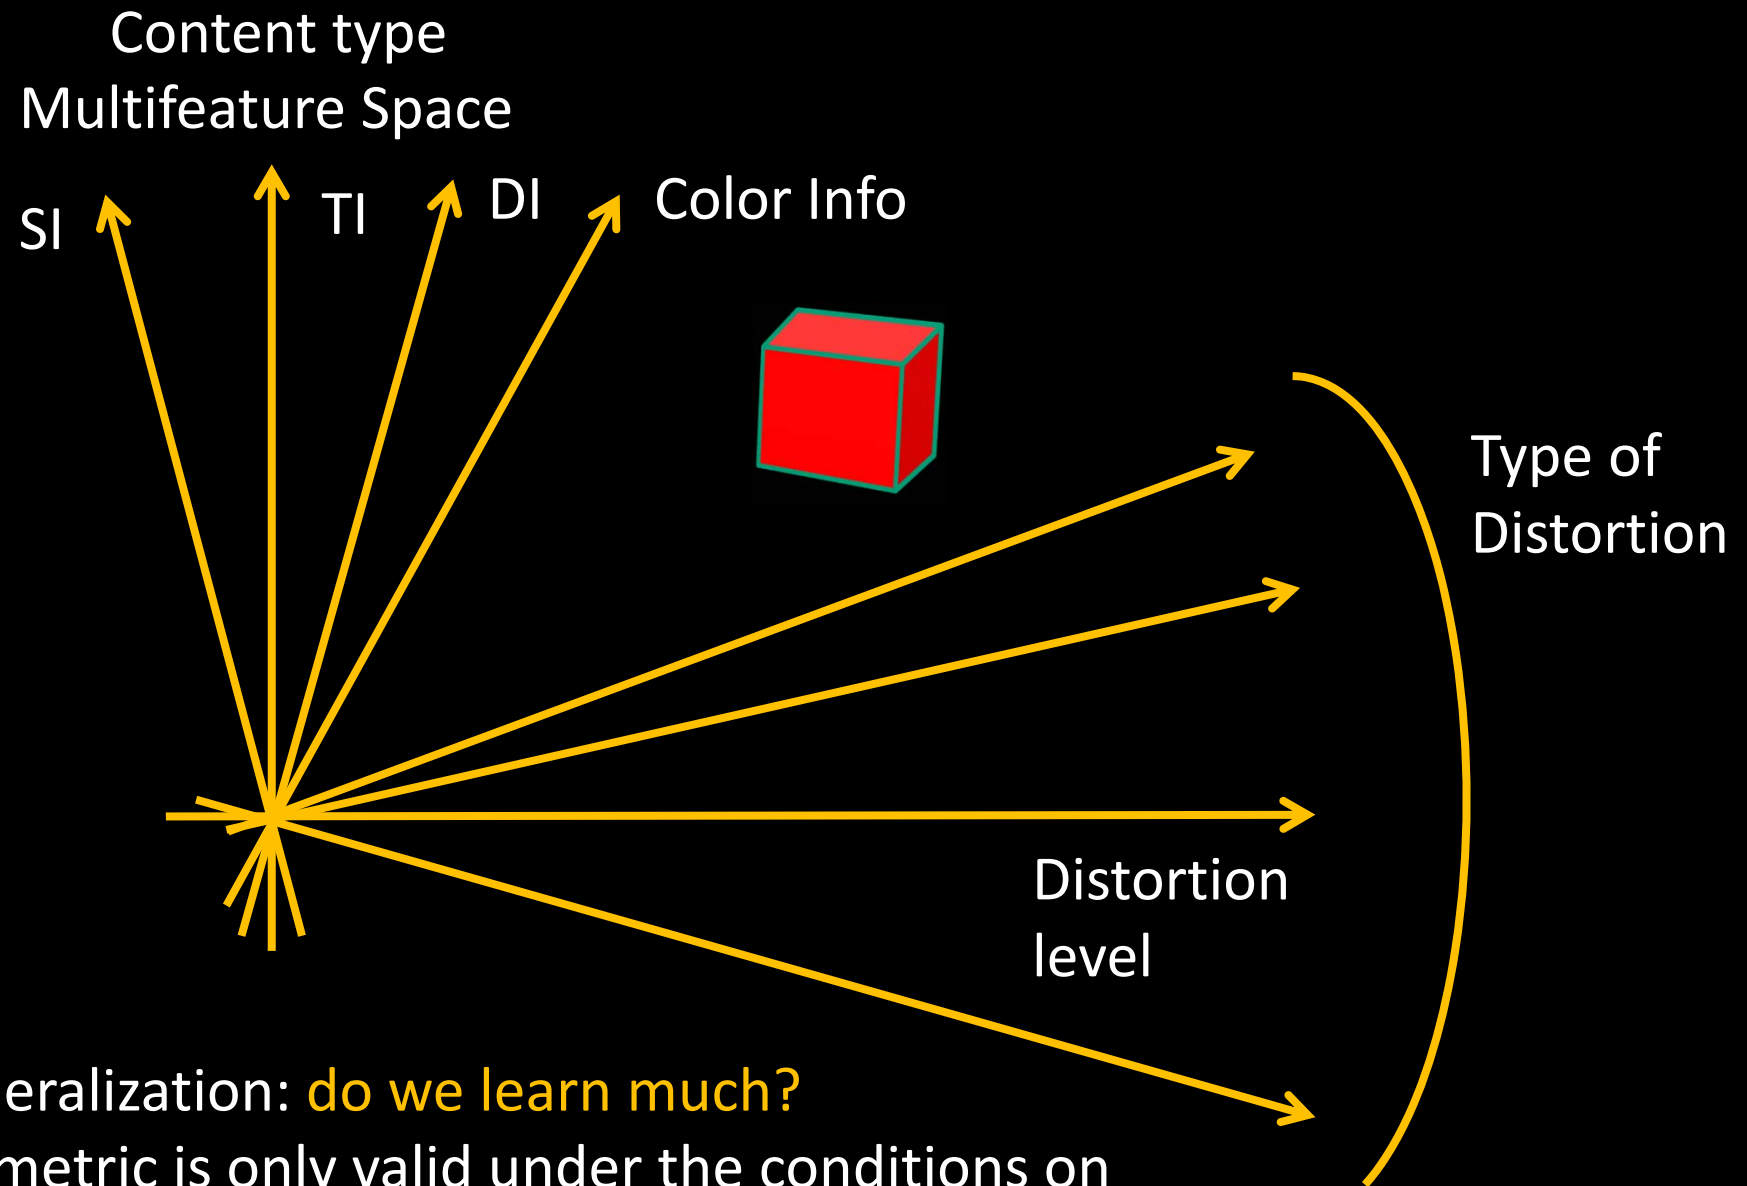 Content type
Multifeature Space
SI
TI
DI
Color Info
Type of
Distortion
Distortion
level
eralization: do we learn much?
metric is only valid under the conditions on